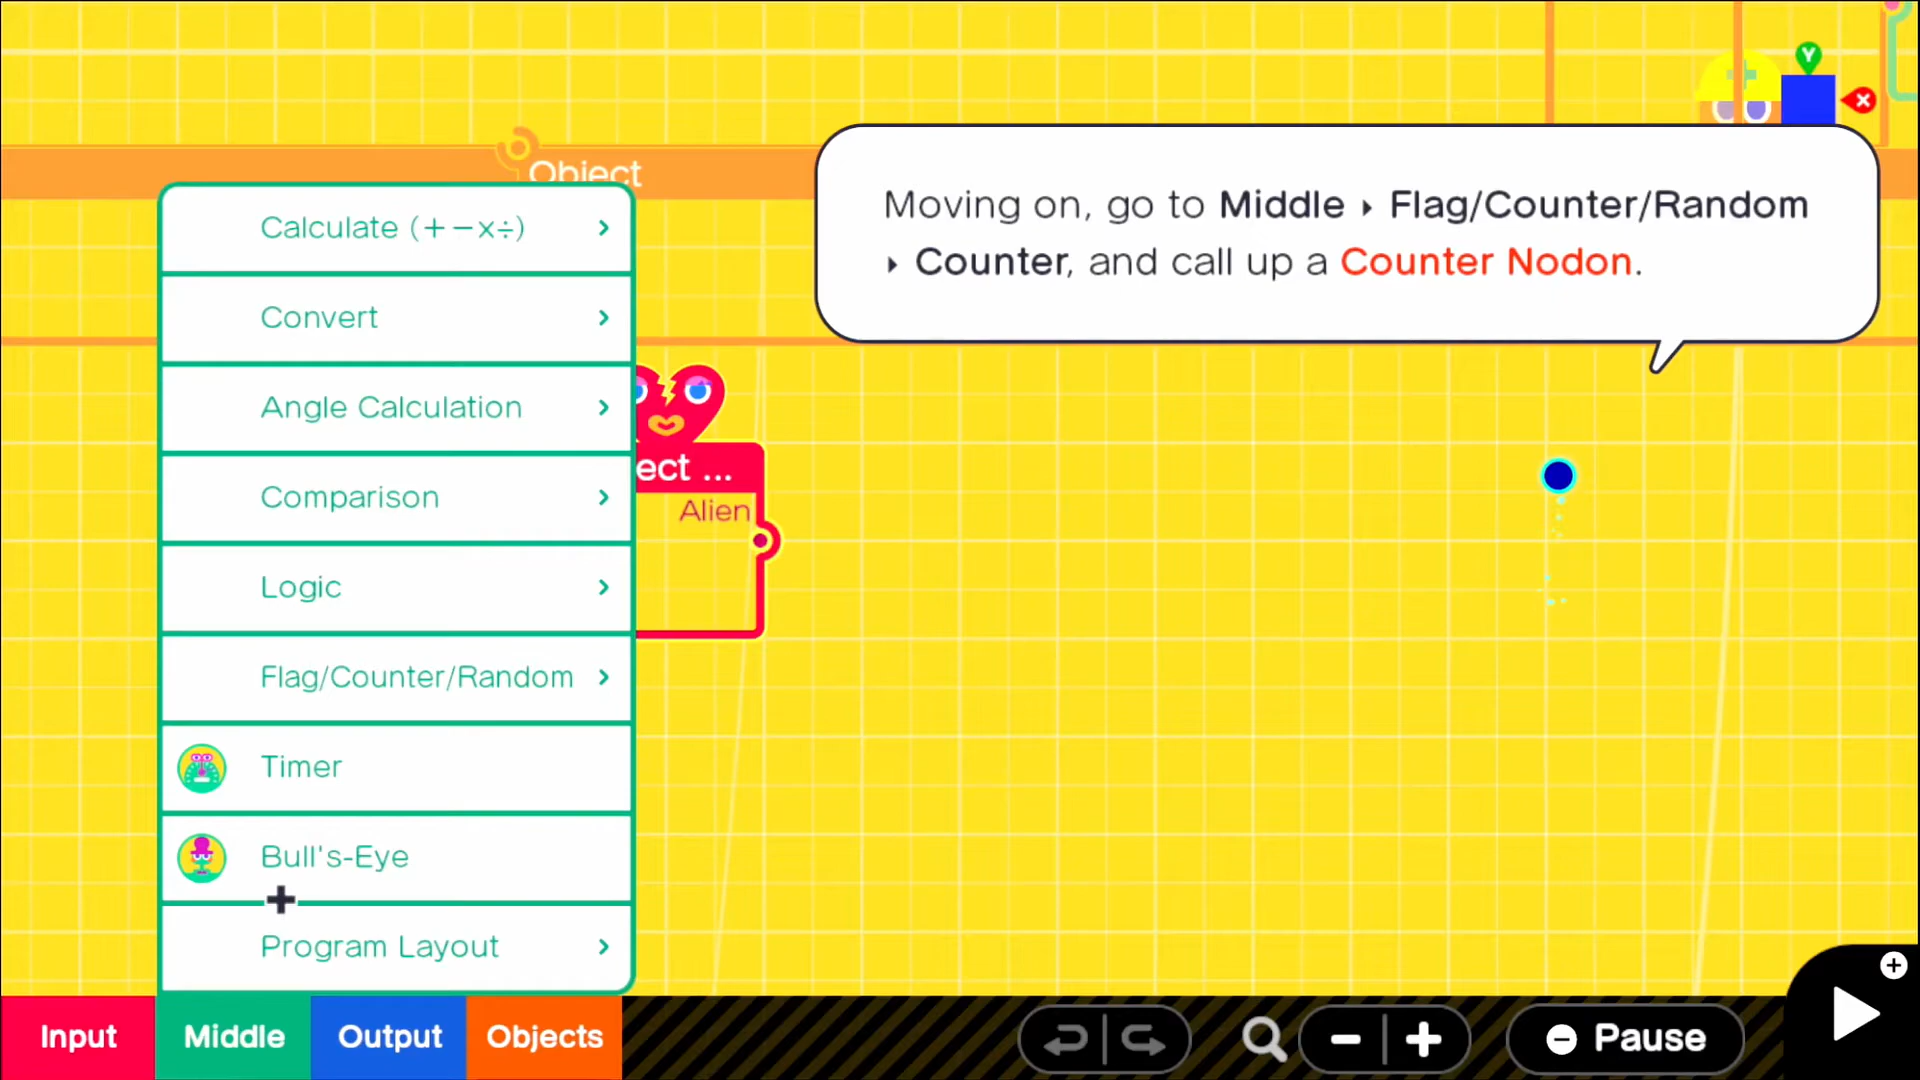 Y
Object
Moving on, go to Middle ▸ Flag/Counter/Random
▸ Counter, and call up a Counter Nodon.
Calculate (+−x÷)
Convert
Angle Calculation
ect ...
Comparison
Alien
Logic
Flag/Counter/Random
Timer
Bull's-Eye
Program Layout
Input
Middle
Output
Objects
Pause